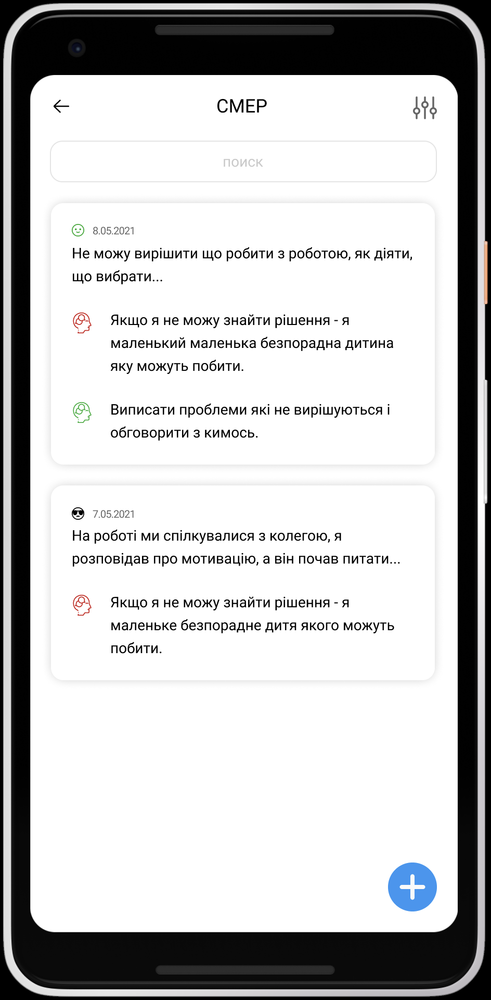 СМЕР
поиск
8.05.2021
Не можу вирішити що робити з роботою, як діяти,
що вибрати...
Якщо я не можу знайти рішення - я
маленький маленька безпорадна дитина
яку можуть побити.
Виписати проблеми які не вирішуються і
обговорити з кимось.
7.05.2021
На роботі ми спілкувалися з колегою, я
розповідав про мотивацію, а він почав питати...
Якщо я не можу знайти рішення - я
маленьке безпорадне дитя якого можуть
побити.